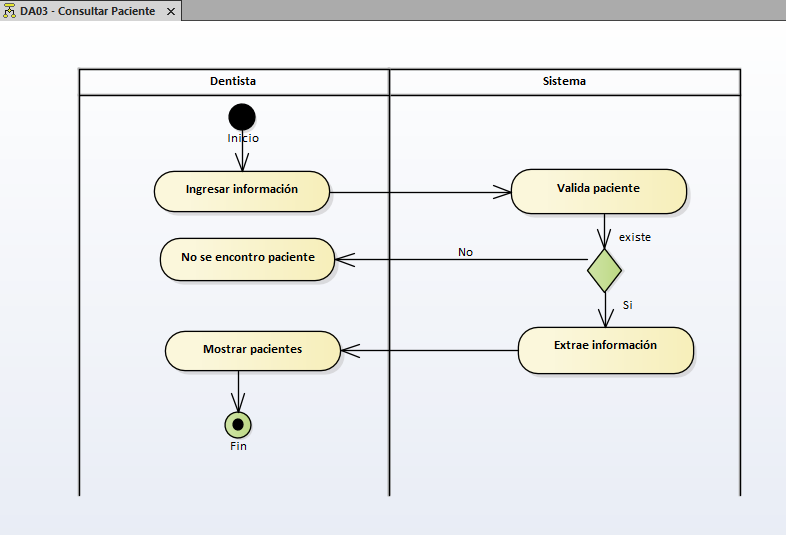 DA03 - Consultar Paciente
Dentista
Sistema
Inicio
Ingresar información
Valida paciente
existe
No
No se encontro paciente
Si
Mostrar pacientes
Extrae información
Fin